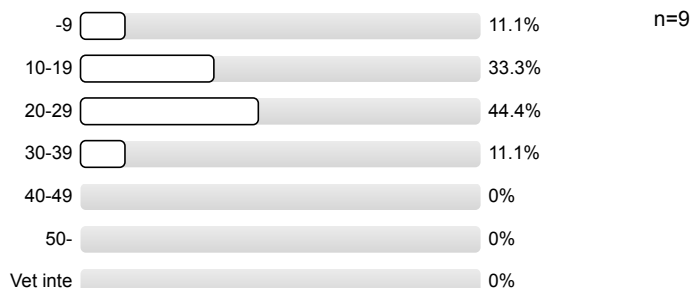 -9 11.1% n=9
10-19 33.3%
20-29 44.4%
30-39 11.1%
40-49 0%
50- 0%
Vet inte 0%